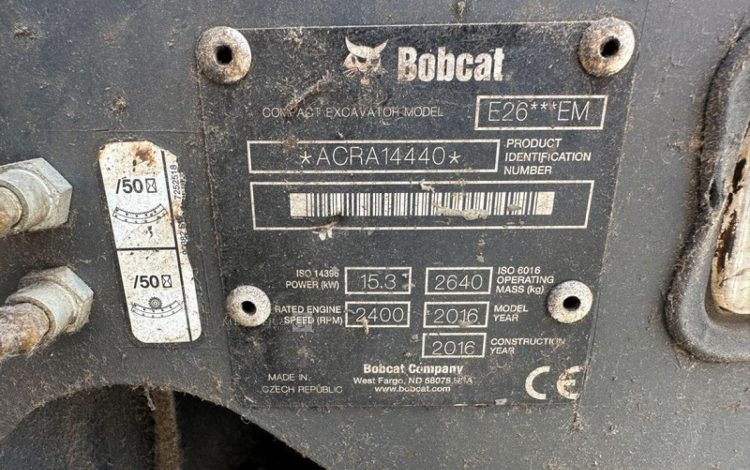 Bobcat
COMPACT EXCAVATOR MODEL E26***EM
*ACRA14440* PRODUCT IDENTIFICATION NUMBER
ISO 14396 POWER (kW) 15.3 2640 ISO 6016 OPERATING MASS (kg)
RATED ENGINE SPEED (RPM) 2400 2016 MODEL YEAR
2016 CONSTRUCTION YEAR
MADE IN
CZECH REPUBLIC
Bobcat Company
West Fargo, ND 58078 USA
www.bobcat.com
CE
/50
/50
7252518